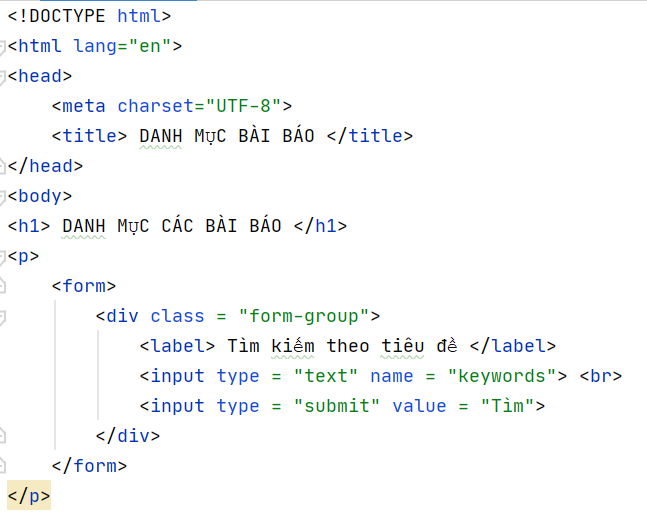 <!DOCTYPE html>
<html lang="en">
<head>
    <meta charset="UTF-8">
    <title> DANH MỤC BÀI BÁO </title>
</head>
<body>
<h1> DANH MỤC CÁC BÀI BÁO </h1>
<p>
    <form>
        <div class = "form-group">
            <label> Tìm kiếm theo tiêu đề </label>
            <input type = "text" name = "keywords"> <br>
            <input type = "submit" value = "Tìm">
        </div>
    </form>
</p>